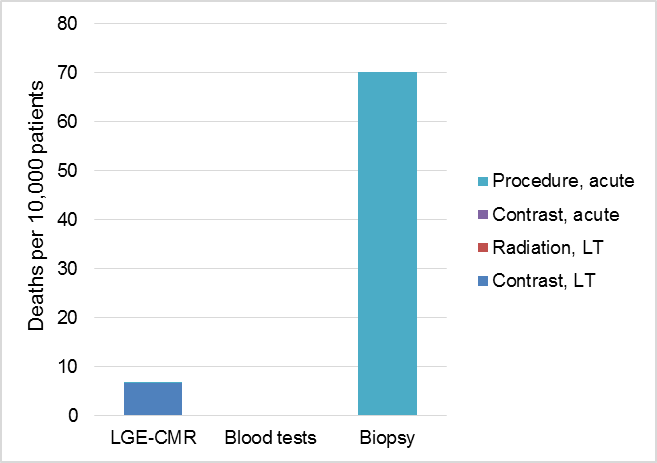 80
70
60
50
40
30
20
10
0
Deaths per 10,000 patients
LGE-CMR
Blood tests
Biopsy
Procedure, acute
Contrast, acute
Radiation, LT
Contrast, LT